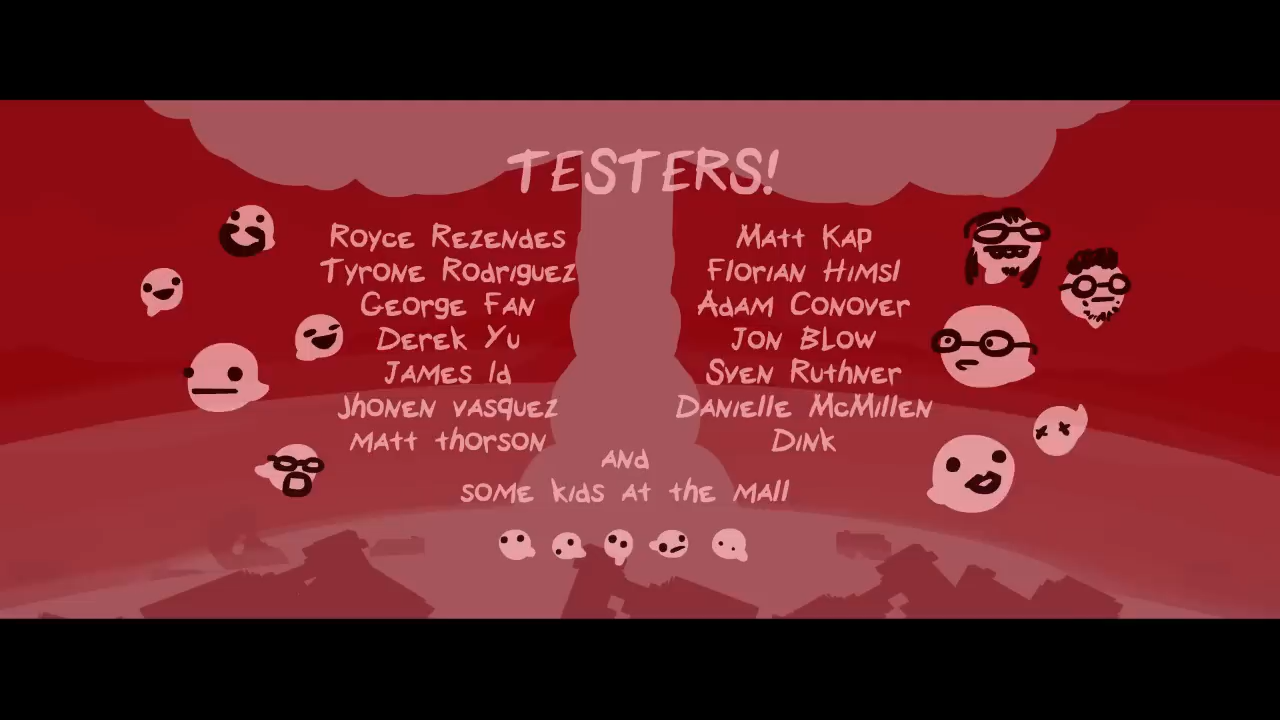 TESTERS!
Royce Rezendes
Tyrone Rodriguez
George Fan
Derek Yu
James Id
Jhonen vasquez
Matt thorson
Matt Kap
Florian Himsl
Adam Conover
Jon Blow
Sven Ruthner
Danielle McMillen
Dink
and
some kids at the mall